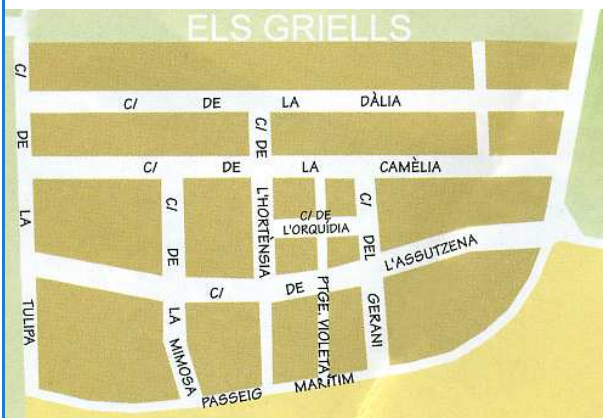 ELS GRIELLS
C/ DE LA TULIPA
C/ DE LA DÀLIA
C/ DE L'HORTÈNSIA
C/ DE LA CAMÈLIA
C/ DE LA MIMOSA
C/ DE
L'ORQUÍDIA
C/ DEL GERANI
C/ DE L'ASSUTZENA
PTGE. VIOLETA
PASSEIG MARÍTIM